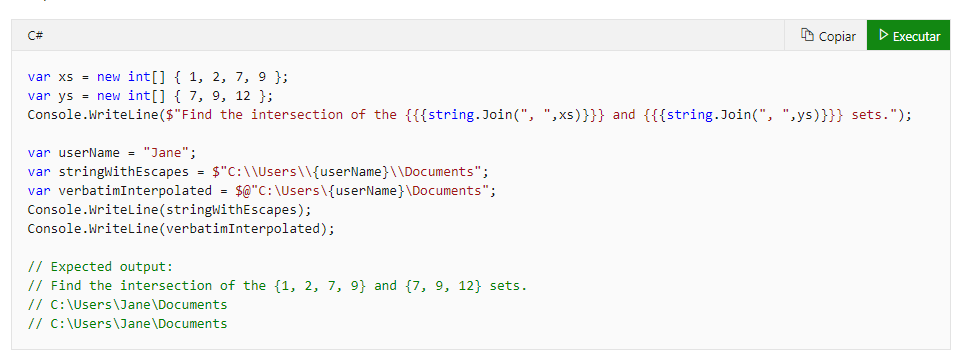 C# Copiar Executar
var xs = new int[] { 1, 2, 7, 9 };
var ys = new int[] { 7, 9, 12 };
Console.WriteLine($"Find the intersection of the {{{string.Join(", ",xs)}}} and {{{string.Join(", ",ys)}}} sets.");
var userName = "Jane";
var stringWithEscapes = $"C:\\Users\\{userName}\\Documents";
var verbatimInterpolated = $@"C:\Users\{userName}\Documents";
Console.WriteLine(stringWithEscapes);
Console.WriteLine(verbatimInterpolated);
// Expected output:
// Find the intersection of the {1, 2, 7, 9} and {7, 9, 12} sets.
// C:\Users\Jane\Documents
// C:\Users\Jane\Documents